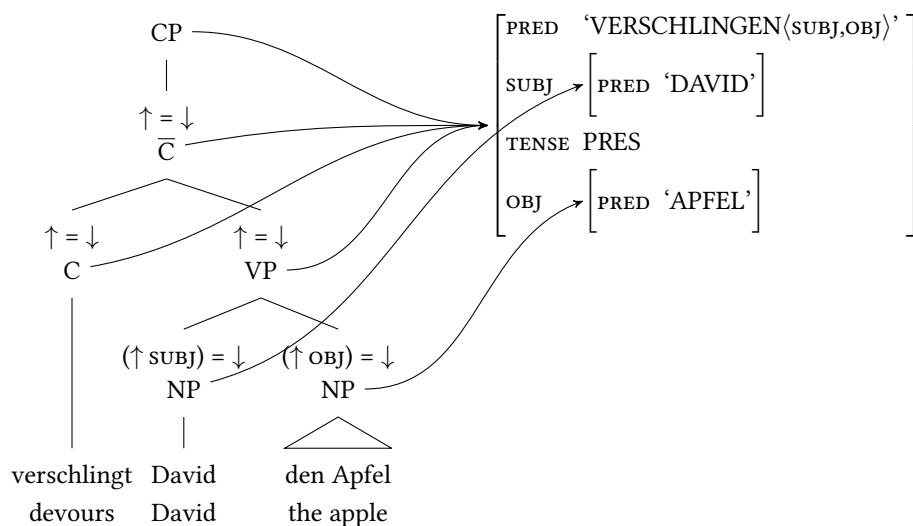 CP
↑ = ↓
C̅
↑ = ↓ ↑ = ↓
C VP
(↑ SUBJ) = ↓ (↑ OBJ) = ↓
NP NP
verschlingt David den Apfel
devours David the apple
PRED ‘VERSCHLINGEN⟨SUBJ,OBJ⟩’
SUBJ [PRED ‘DAVID’]
TENSE PRES
OBJ [PRED ‘APFEL’]